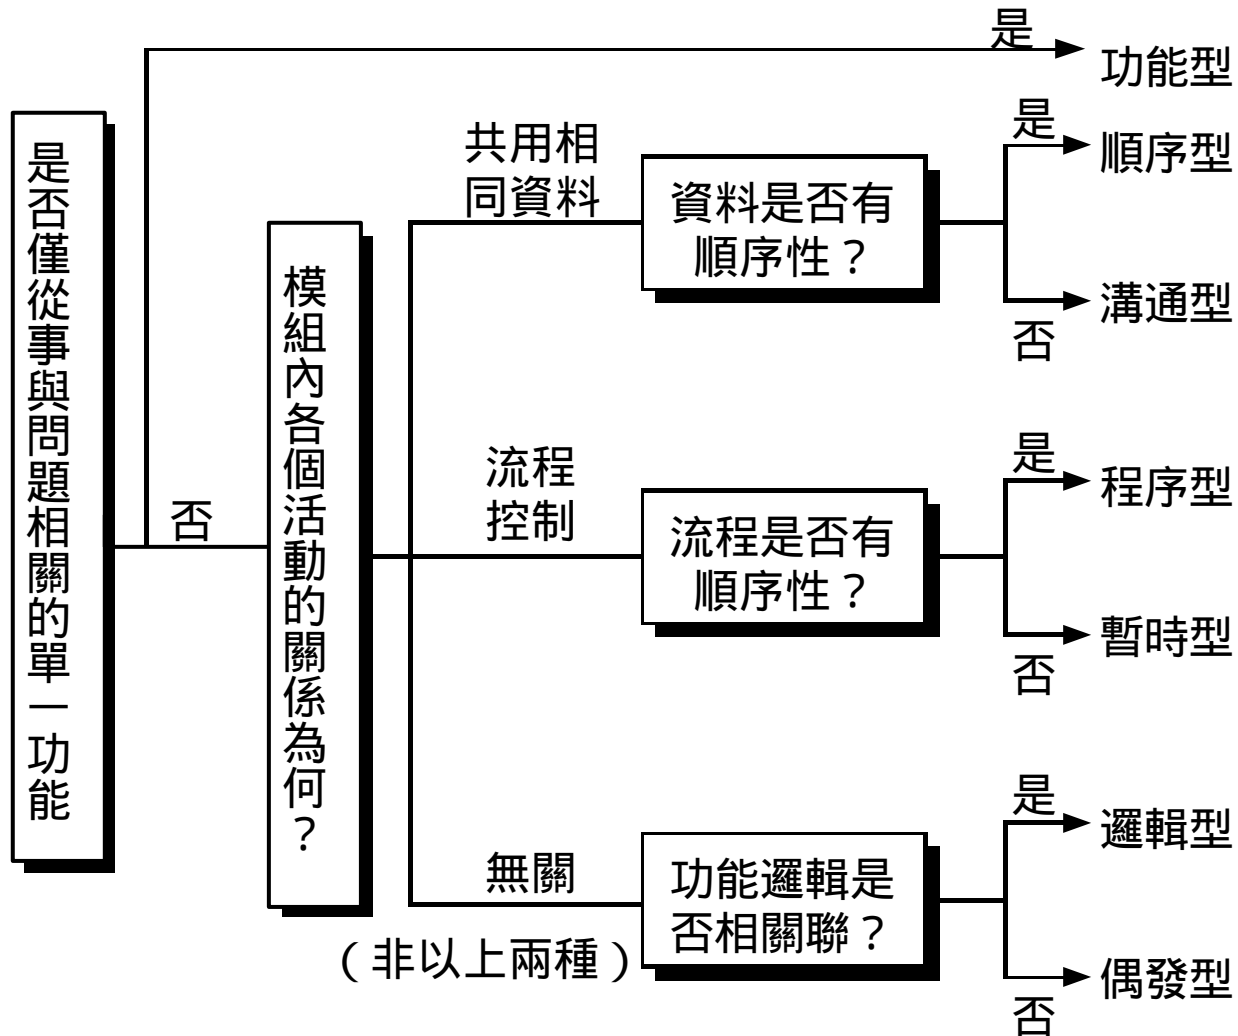 是否僅從事與問題相關的單一功能
否
模組內各個活動的關係為何？
是
功能型
共用相
同資料
資料是否有
順序性？
是
順序型
否
溝通型
流程
控制
流程是否有
順序性？
是
程序型
否
暫時型
無關
（非以上兩種）
功能邏輯是
否相關聯？
是
邏輯型
否
偶發型